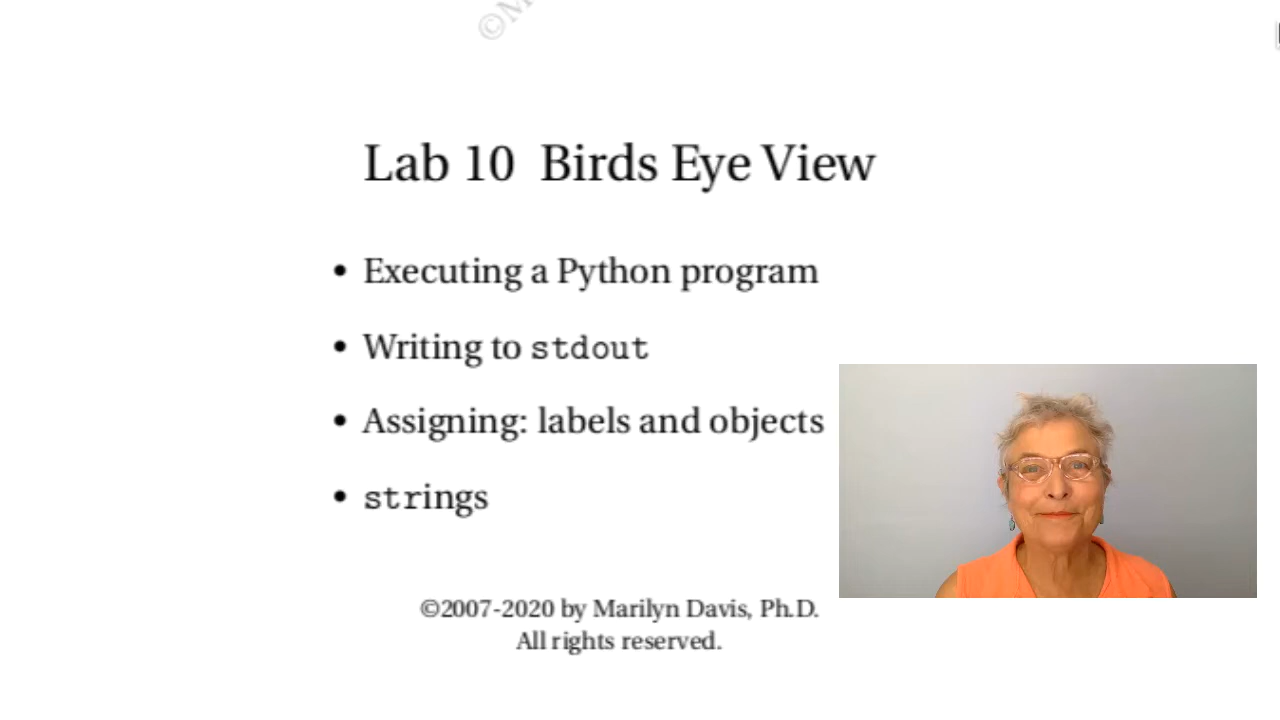 Lab 10 Birds Eye View
• Executing a Python program
• Writing to stdout
• Assigning: labels and objects
• strings
©2007-2020 by Marilyn Davis, Ph.D.
All rights reserved.